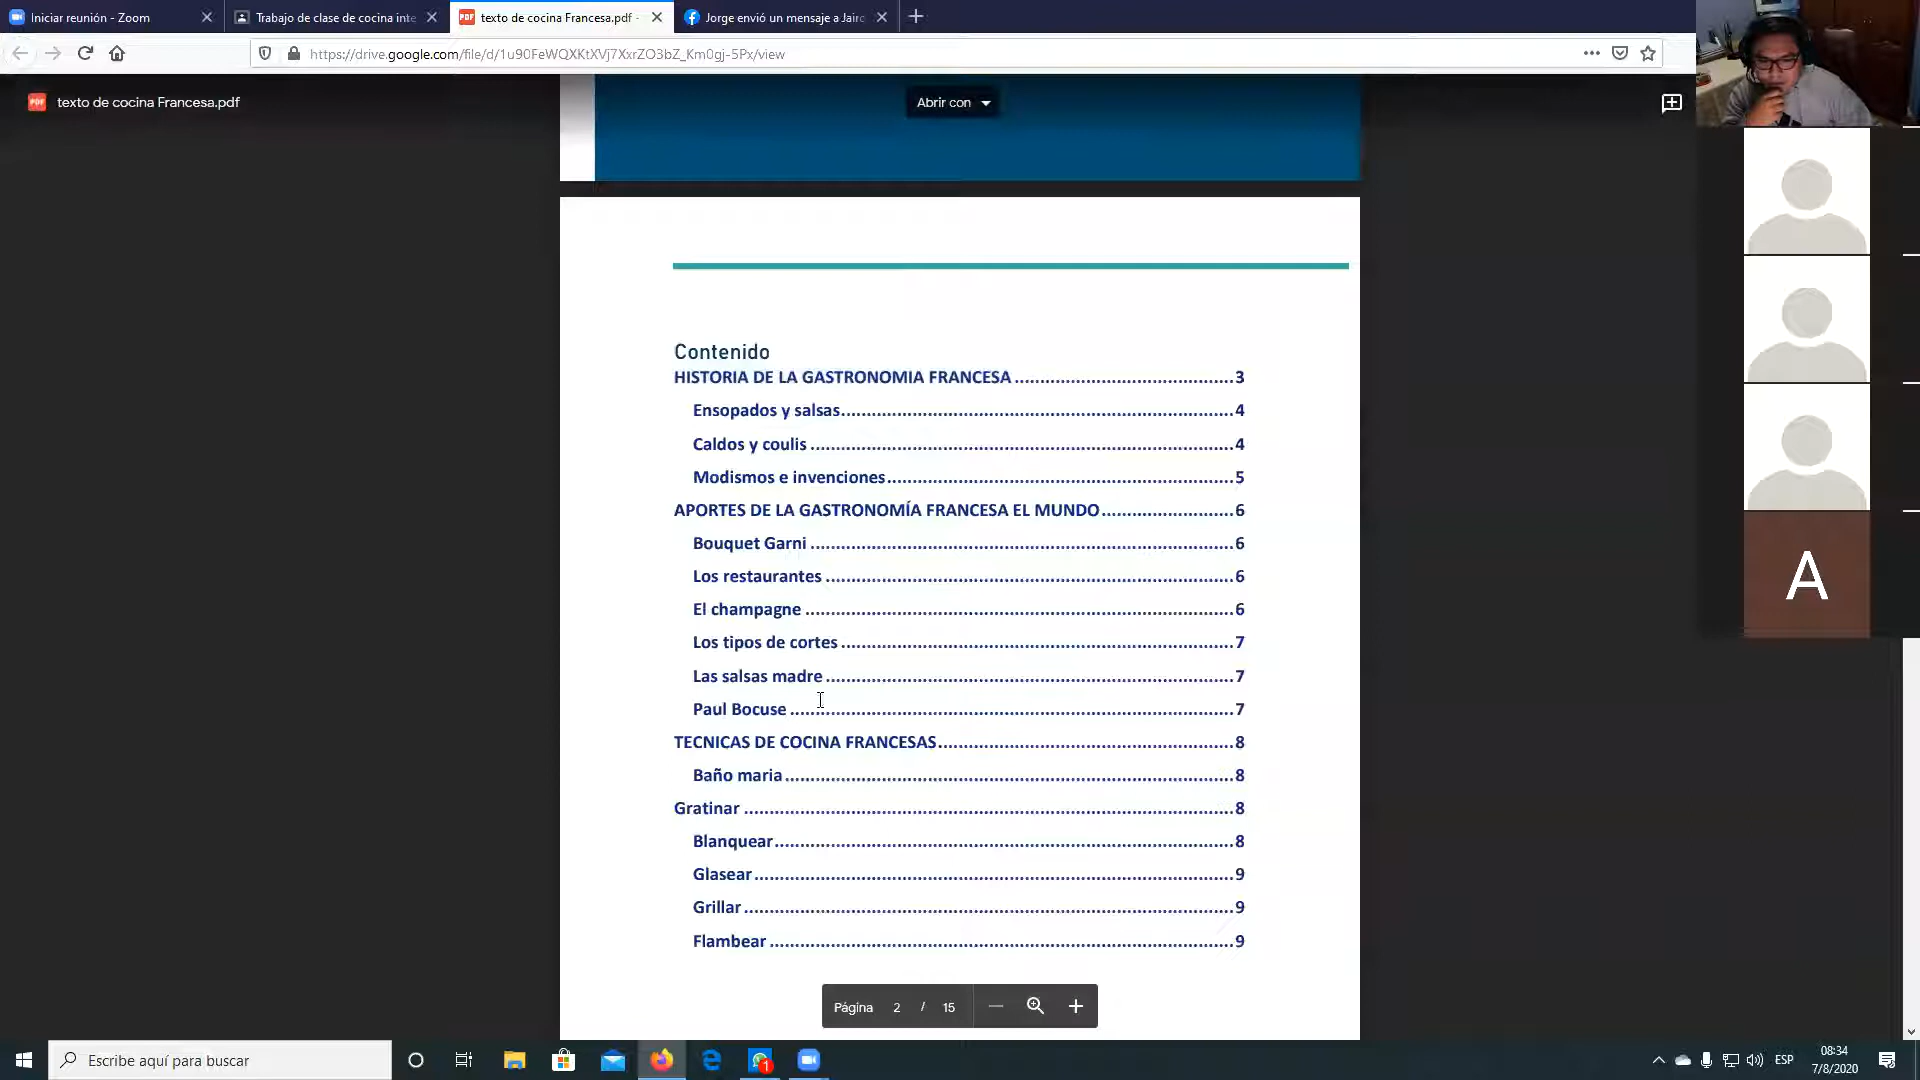 Iniciar reunión - Zoom
Trabajo de clase de cocina inte
texto de cocina Francesa.pdf -
Jorge envió un mensaje a Jairo
https://drive.google.com/file/d/1u90FeWQXKtXVj7XxrZO3bZ_Km0gj-5Px/view
PDF texto de cocina Francesa.pdf
Abrir con
Contenido
HISTORIA DE LA GASTRONOMIA FRANCESA 3
Ensopados y salsas 4
Caldos y coulis 4
Modismos e invenciones 5
APORTES DE LA GASTRONOMÍA FRANCESA EL MUNDO 6
Bouquet Garni 6
Los restaurantes 6
El champagne 6
Los tipos de cortes 7
Las salsas madre 7
Paul Bocuse 7
TECNICAS DE COCINA FRANCESAS 8
Baño maria 8
Gratinar 8
Blanquear 8
Glasear 9
Grillar 9
Flambear 9
A
Página 2 / 15
Escribe aquí para buscar
1
ESP
08:34
7/8/2020